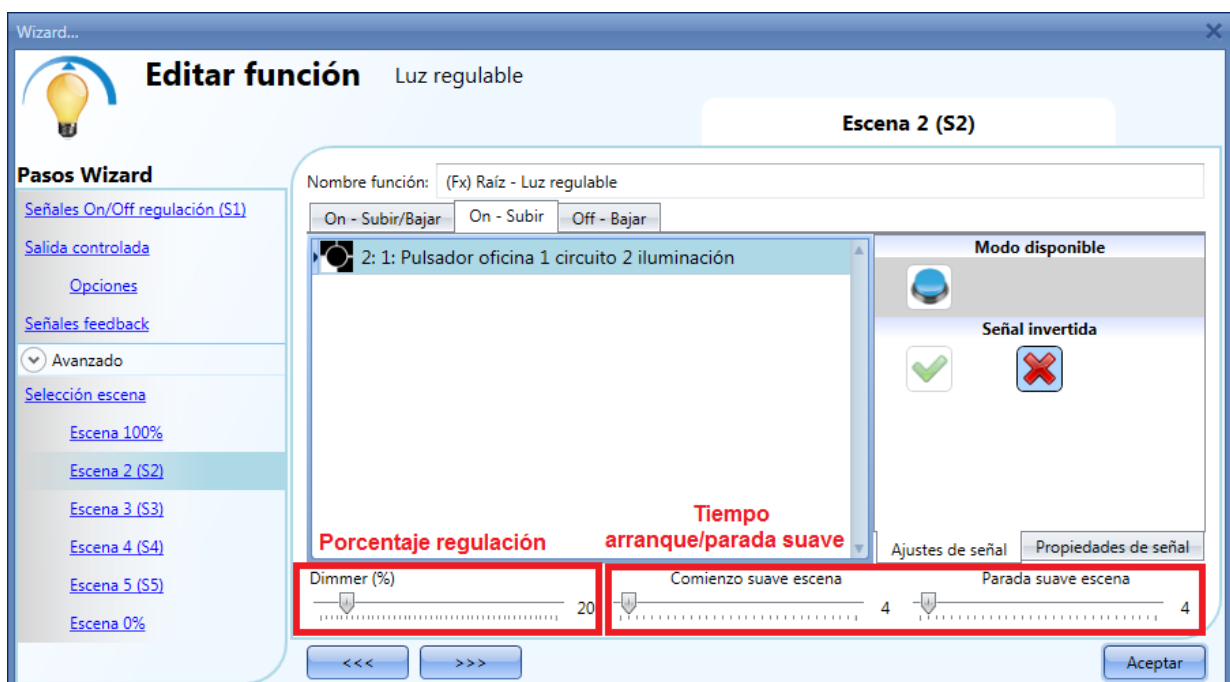 Wizard...
Editar función
Luz regulable
Escena 2 (S2)
Pasos Wizard
Señales On/Off regulación (S1)
Salida controlada
Opciones
Señales feedback
Avanzado
Selección escena
Escena 100%
Escena 2 (S2)
Escena 3 (S3)
Escena 4 (S4)
Escena 5 (S5)
Escena 0%
Nombre función: (Fx) Raíz - Luz regulable
On - Subir/Bajar
On - Subir
Off - Bajar
2: 1: Pulsador oficina 1 circuito 2 iluminación
Modo disponible
Señal invertida
Porcentaje regulación
Tiempo
arranque/parada suave
Ajustes de señal
Propiedades de señal
Dimmer (%)
20
Comienzo suave escena
4
Parada suave escena
4
<<<
>>>
Aceptar